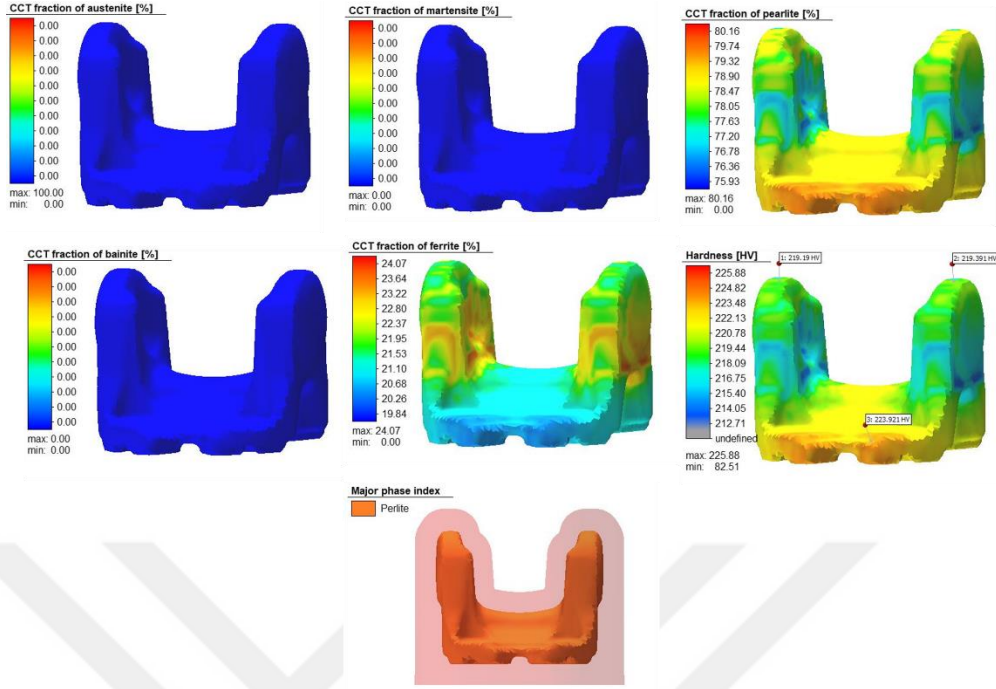 CCT fraction of austenite [%]
0.00
0.00
0.00
0.00
0.00
0.00
0.00
0.00
0.00
0.00
0.00
max: 100.00
min: 0.00
CCT fraction of martensite [%]
0.00
0.00
0.00
0.00
0.00
0.00
0.00
0.00
0.00
0.00
0.00
max: 0.00
min: 0.00
CCT fraction of pearlite [%]
80.16
79.74
79.32
78.90
78.47
78.05
77.63
77.20
76.78
76.36
75.93
max: 80.16
min: 0.00
CCT fraction of bainite [%]
0.00
0.00
0.00
0.00
0.00
0.00
0.00
0.00
0.00
0.00
0.00
max: 0.00
min: 0.00
CCT fraction of ferrite [%]
24.07
23.64
23.22
22.80
22.37
21.95
21.53
21.10
20.68
20.26
19.84
max: 24.07
min: 0.00
Hardness [HV]
225.88
224.82
223.48
222.13
220.78
219.44
218.09
216.75
215.40
214.05
212.71
undefined
max: 225.88
min: 82.51
1: 219.19 HV
2: 219.391 HV
3: 223.921 HV
Major phase index
Perlite